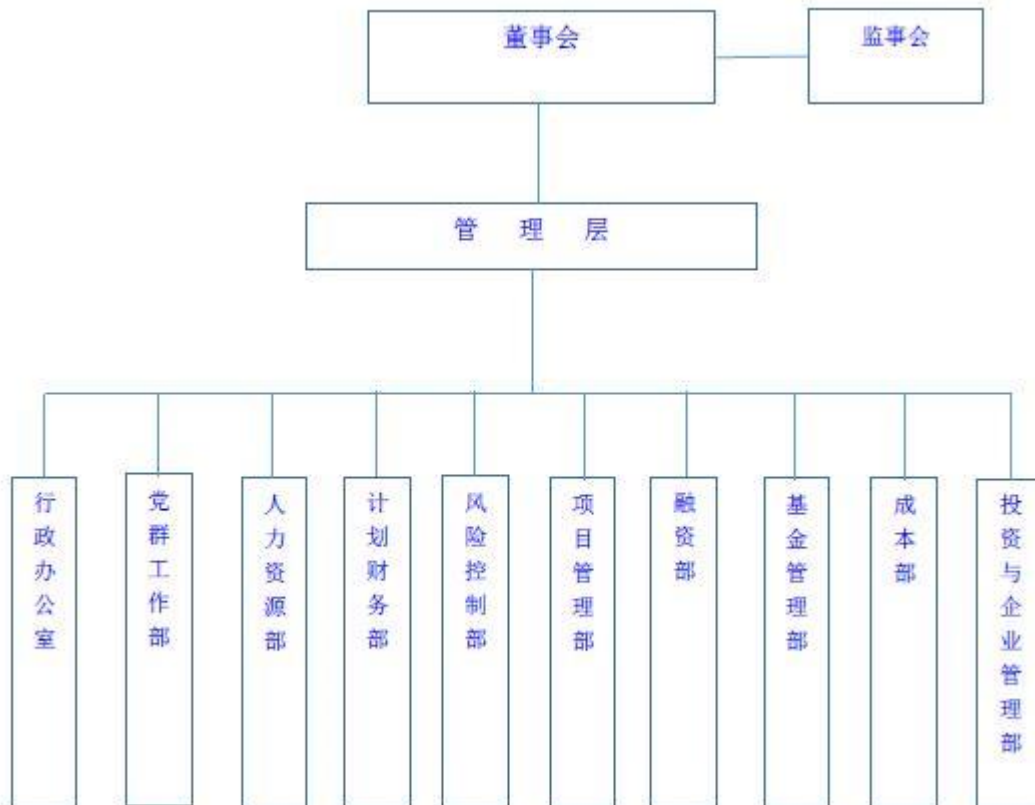 董事会
监事会
管 理 层
行政办公室
党群工作部
人力资源部
计划财务部
风险控制部
项目管理部
融资部
基金管理部
成本部
投资与企业管理部